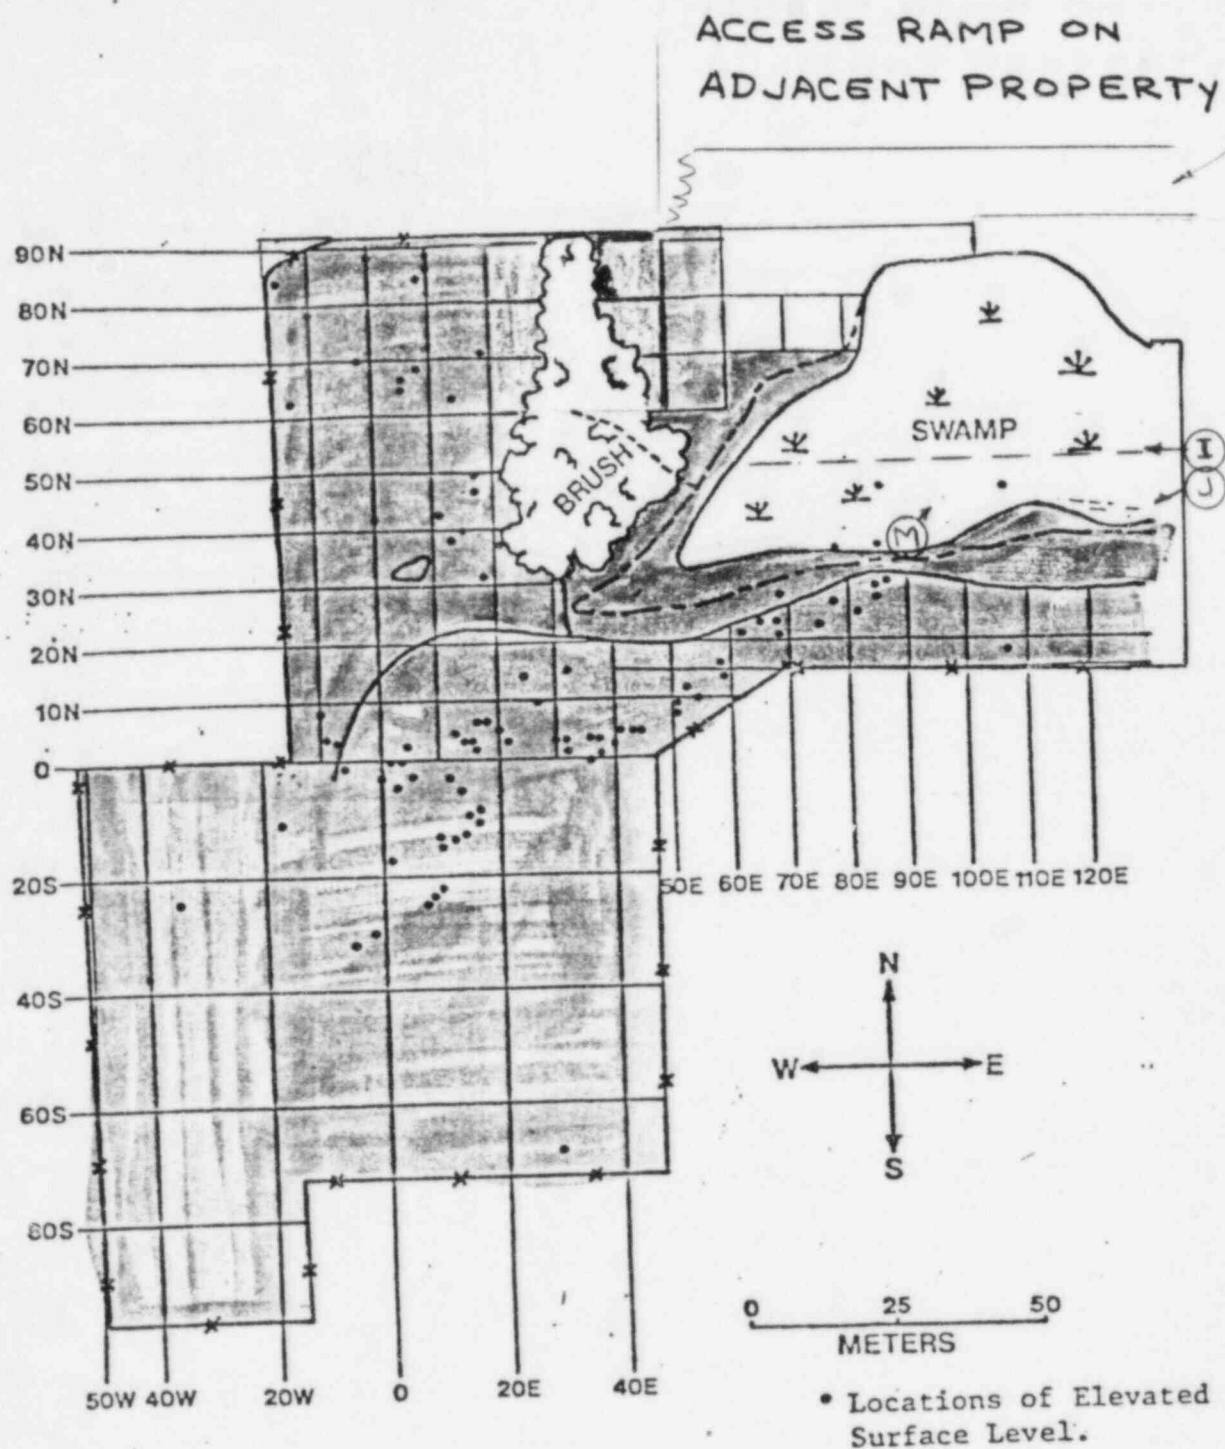 ACCESS RAMP ON
ADJACENT PROPERTY
90N
80N
70N
60N
50N
40N
30N
20N
10N
0
20S
40S
60S
80S
SWAMP
BRUSH
I
J
M
50E 60E 70E 80E 90E 100E 110E 120E
N
W E
S
0 25 50
METERS
50W 40W 20W 0 20E 40E
• Locations of Elevated
Surface Level.